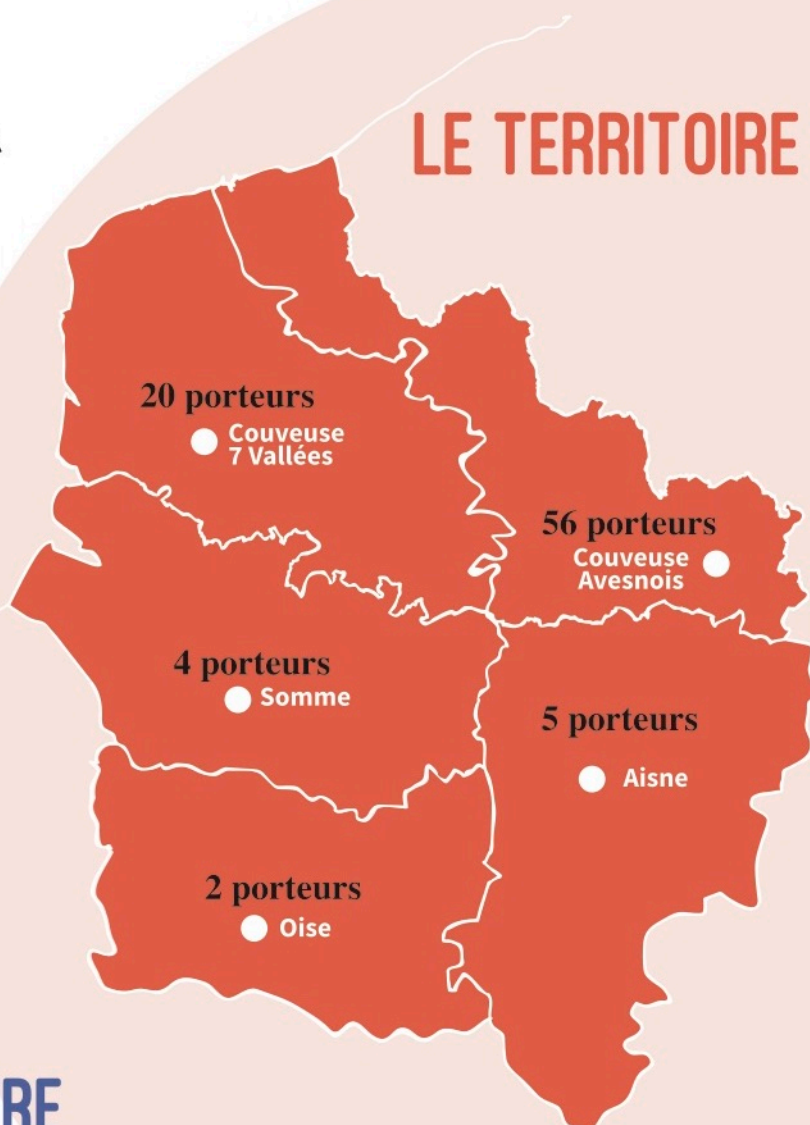 LE TERRITOIRE
20 porteurs
Couveuse
7 Vallées
56 porteurs
Couveuse
Avesnois
4 porteurs
Somme
5 porteurs
Aisne
2 porteurs
Oise